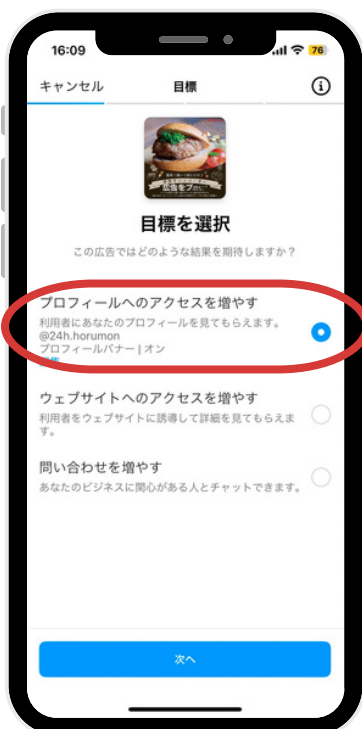 16:09
76
キャンセル
目標
広告をプ
目標を選択
この広告ではどのような結果を期待しますか？
プロフィールへのアクセスを増やす
利用者にあなたのプロフィールを見てもらえます。
@24h.horumon
プロフィールバナー | オン
ウェブサイトへのアクセスを増やす
利用者をウェブサイトに誘導して詳細を見てもらえま
す。
問い合わせを増やす
あなたのビジネスに関心がある人とチャットできます。
次へ